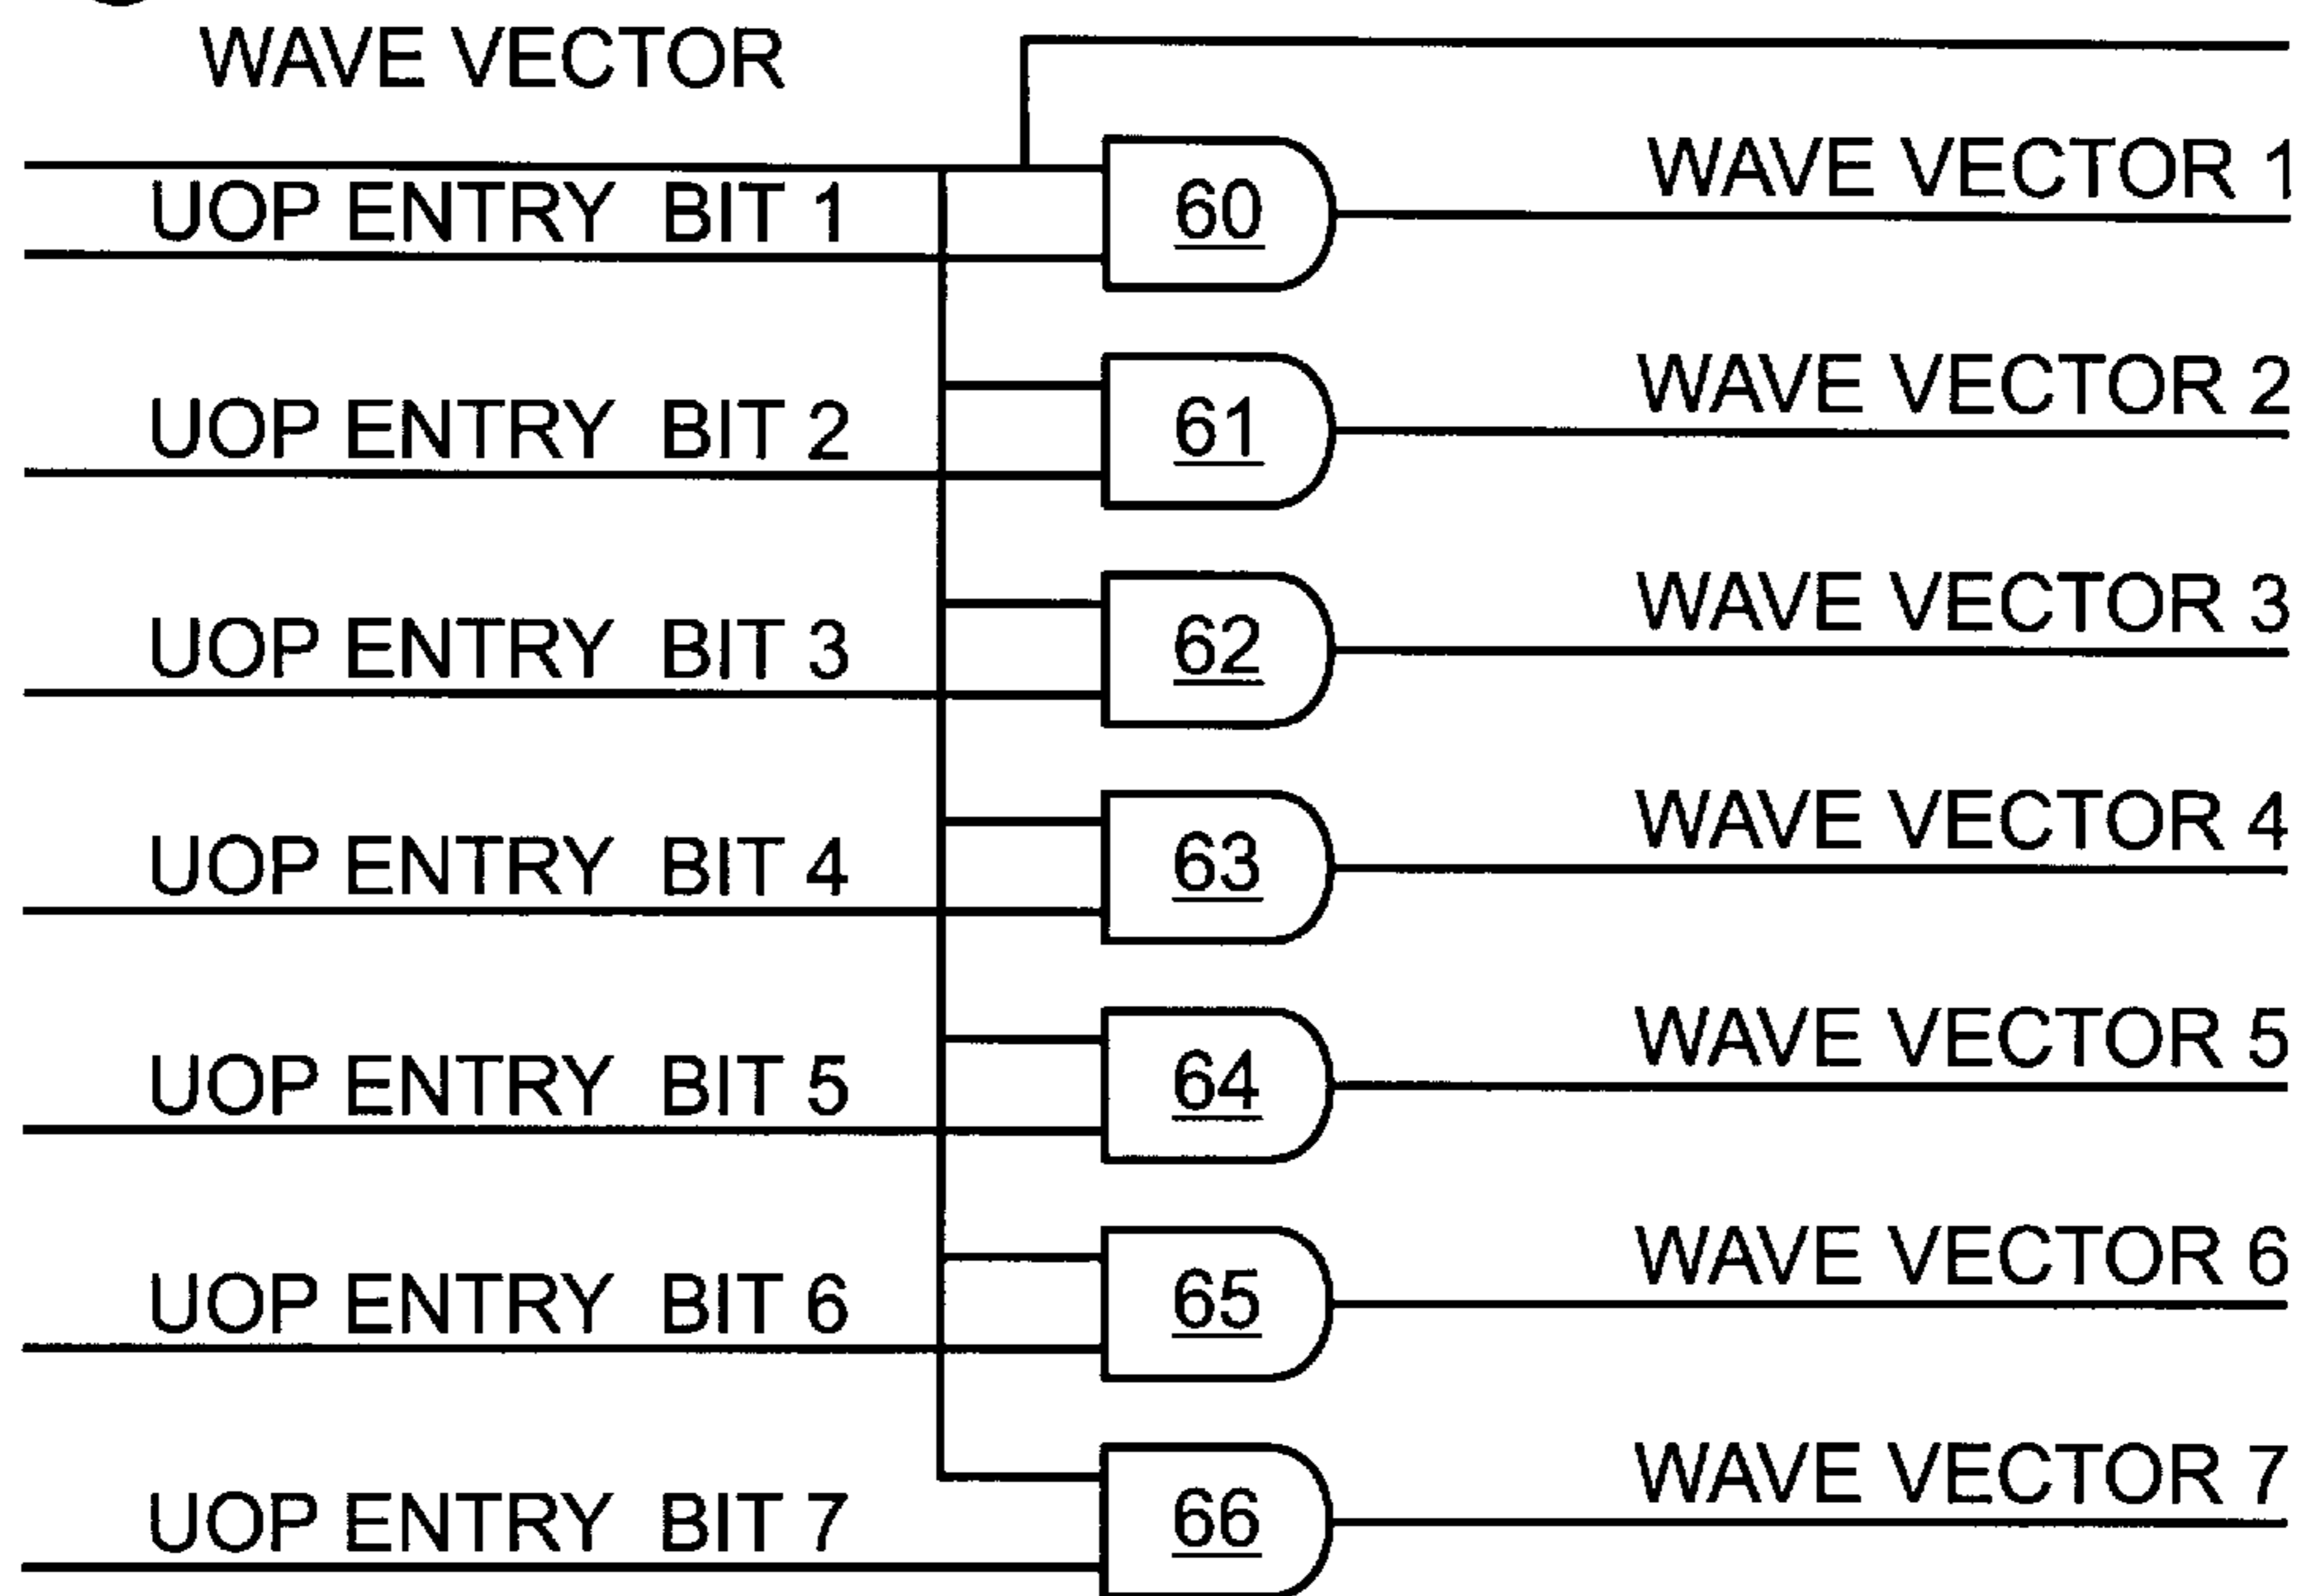 WAVE VECTOR
WAVE VECTOR 1
UOP ENTRY BIT 1
60
WAVE VECTOR 2
UOP ENTRY BIT 2
61
WAVE VECTOR 3
UOP ENTRY BIT 3
62
WAVE VECTOR 4
UOP ENTRY BIT 4
63
WAVE VECTOR 5
UOP ENTRY BIT 5
64
WAVE VECTOR 6
UOP ENTRY BIT 6
65
WAVE VECTOR 7
UOP ENTRY BIT 7
66